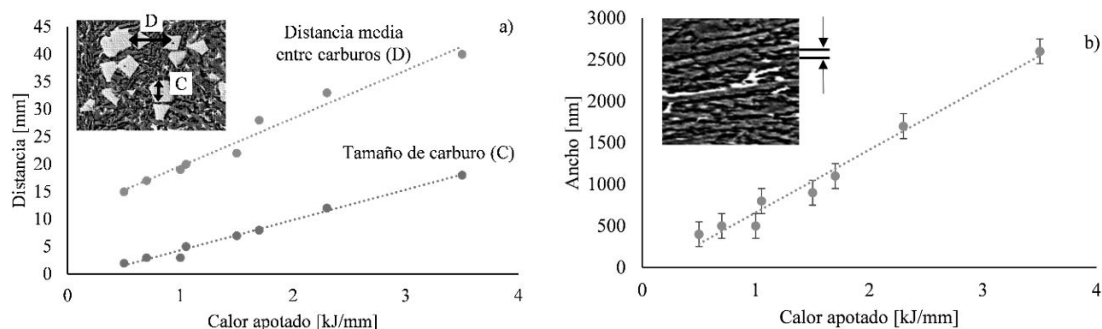 a)
D
C
Distancia media
entre carburos (D)
Tamaño de carburo (C)
Distancia [mm]
45
40
35
30
25
20
15
10
5
0
0 1 2 3 4
Calor apotado [kJ/mm]
b)
Ancho [nm]
3000
2500
2000
1500
1000
500
0
0 1 2 3 4
Calor apotado [kJ/mm]